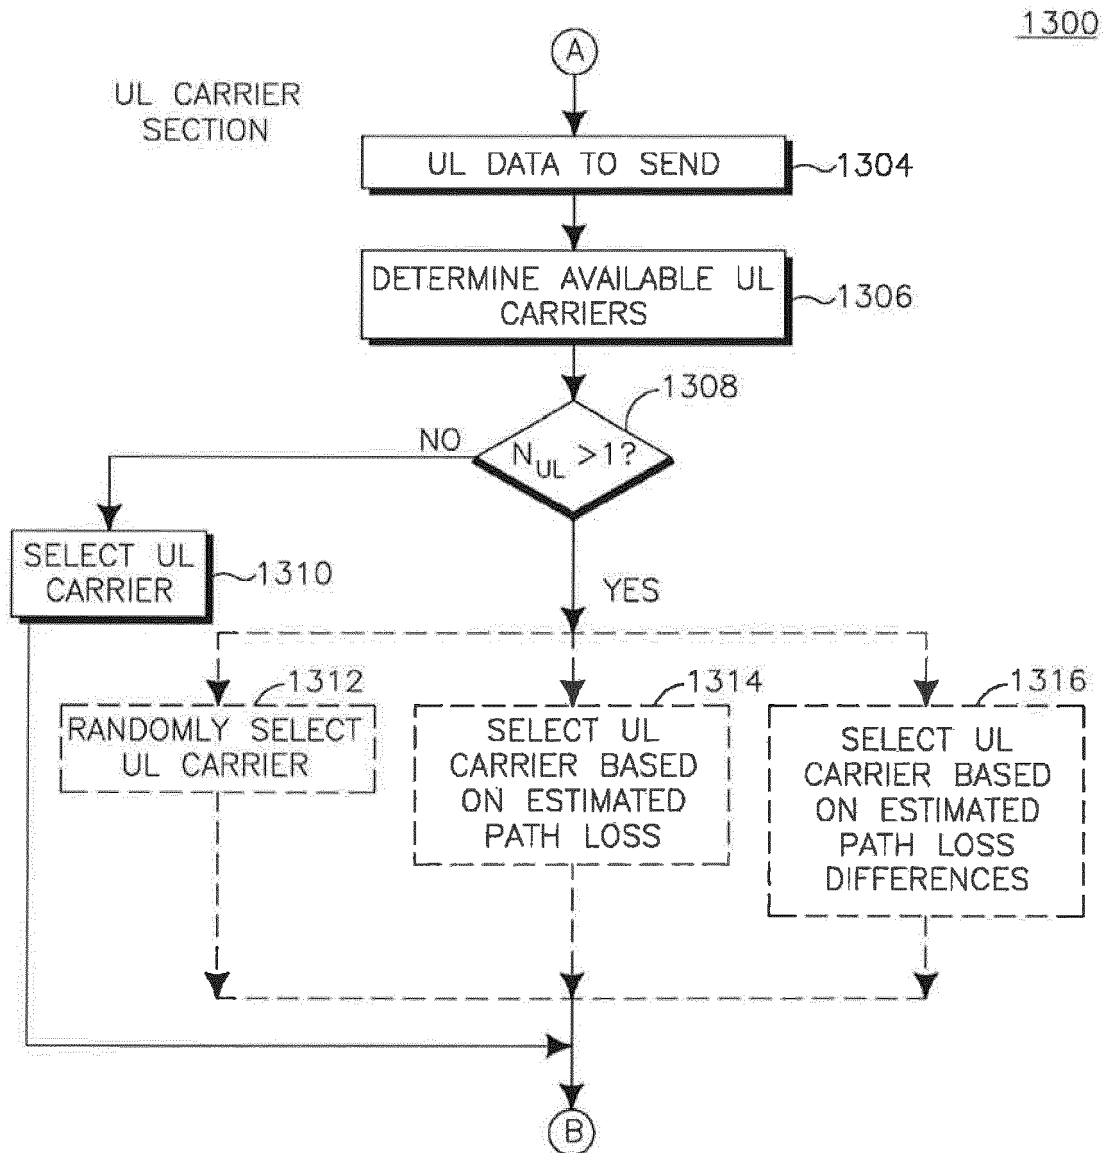 1300
A
UL CARRIER
SECTION
UL DATA TO SEND
1304
DETERMINE AVAILABLE UL
CARRIERS
1306
1308
NO
N_UL >1?
SELECT UL
CARRIER
1310
YES
1312
1314
1316
RANDOMLY SELECT
UL CARRIER
SELECT UL
CARRIER BASED
ON ESTIMATED
PATH LOSS
SELECT UL
CARRIER BASED
ON ESTIMATED
PATH LOSS
DIFFERENCES
B